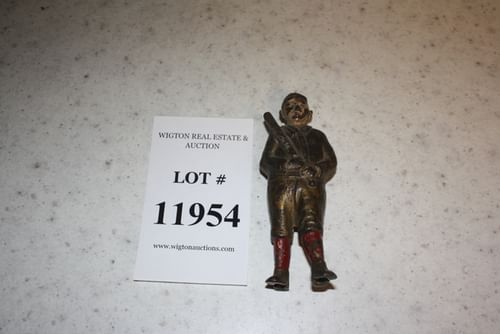 WIGTON REAL ESTATE &
AUCTION
LOT #
11954
www.wigtonauctions.com